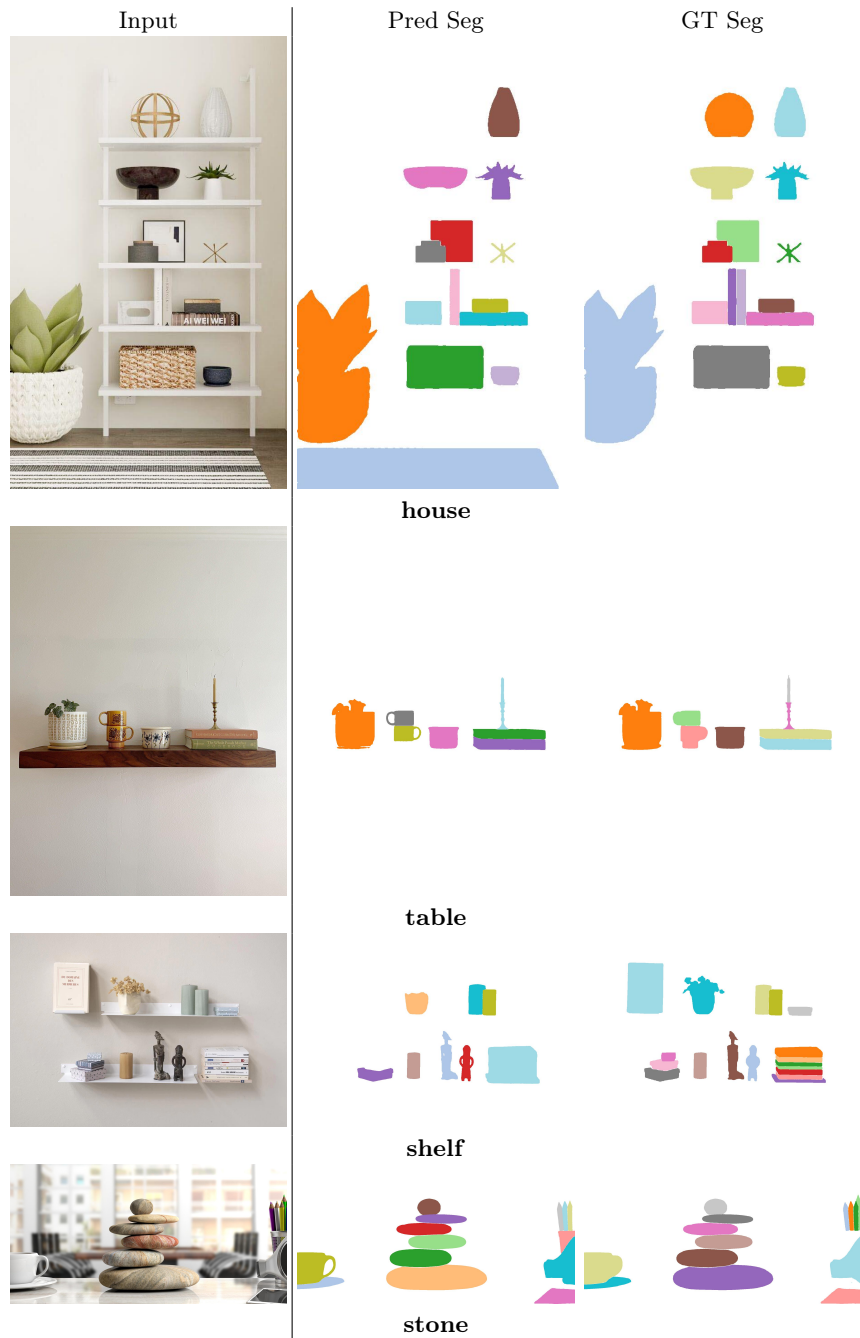 Input Pred Seg GT Seg
AI WEI WEI
house
table
shelf
stone